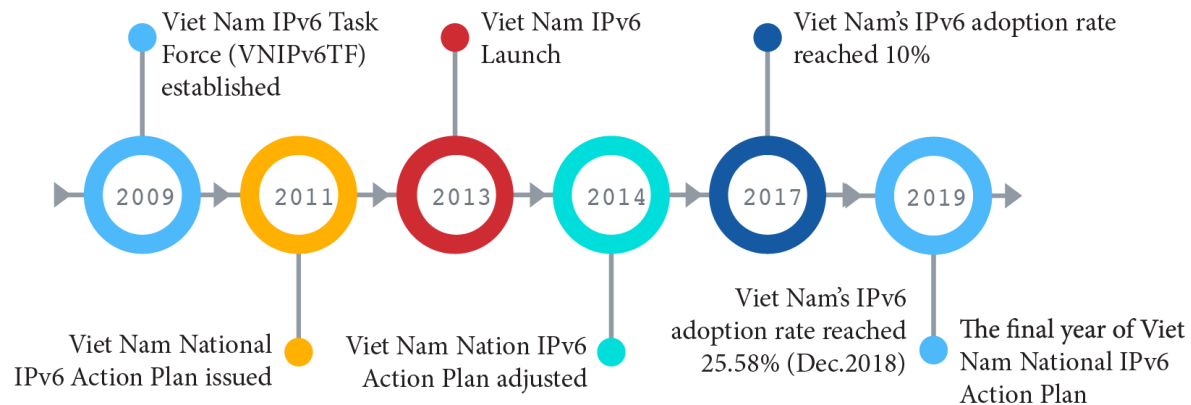 Viet Nam IPv6 Task
Force (VNIPv6TF)
established
Viet Nam IPv6
Launch
Viet Nam's IPv6 adoption rate
reached 10%
2009
2011
2013
2014
2017
2019
Viet Nam National
IPv6 Action Plan issued
Viet Nam Nation IPv6
Action Plan adjusted
Viet Nam's IPv6
adoption rate reached
25.58% (Dec.2018)
The final year of Viet
Nam National IPv6
Action Plan